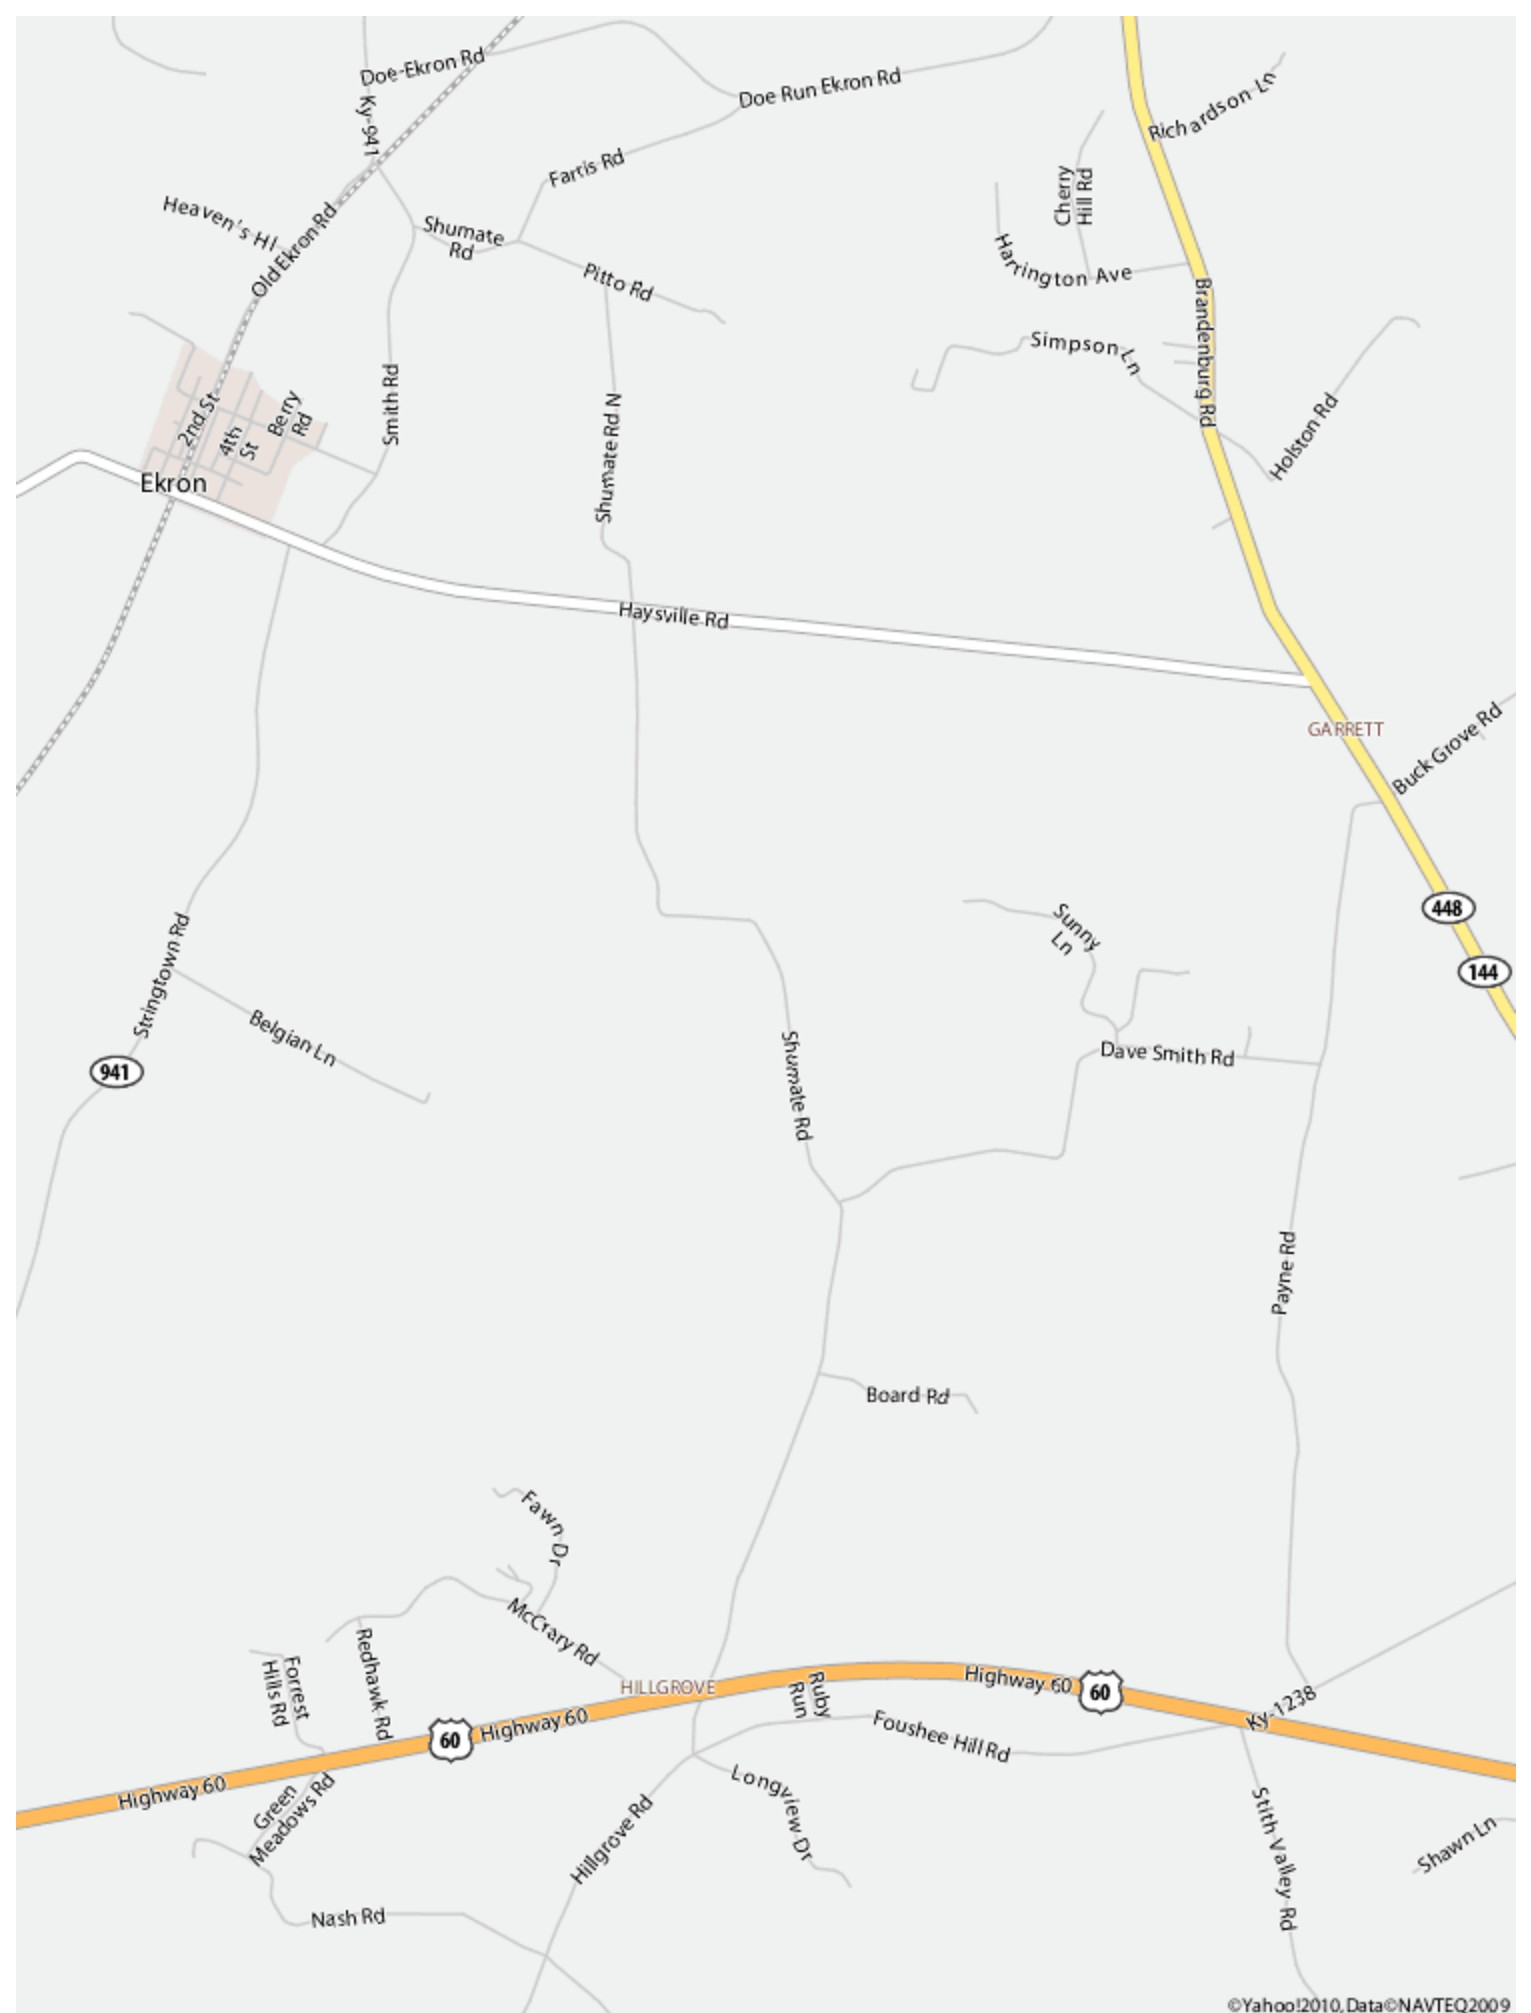 Doe-Ekron Rd
Ky-941
Doe Run Ekron Rd
Richardson Ln
Fartis Rd
Cherry
Hill Rd
Heaven's Hl
Old Ekron Rd
Shumate
Rd
Pitto Rd
Harrington Ave
Brandenburg Rd
Simpson Ln
Smith Rd
Shumate Rd N
Holston Rd
2nd St
4th
St
Berry
Rd
Ekron
Haysville Rd
GARRETT
Buck Grove Rd
448
144
Sunny
Ln
Stringtown Rd
Belgian Ln
941
Shumate Rd
Dave Smith Rd
Payne Rd
Board Rd
Fawn Dr
McCrary Rd
Redhawk Rd
Forrest
Hills Rd
HILLGROVE
Highway 60
60
Ruby
Run
Highway 60
60
Ky-1238
Foushee Hill Rd
Highway 60
Green
Meadows Rd
Longview Dr
Hillgrove Rd
Stith Valley Rd
Shawn Ln
Nash Rd
©Yahoo!2010, Data©NAVTEQ2009